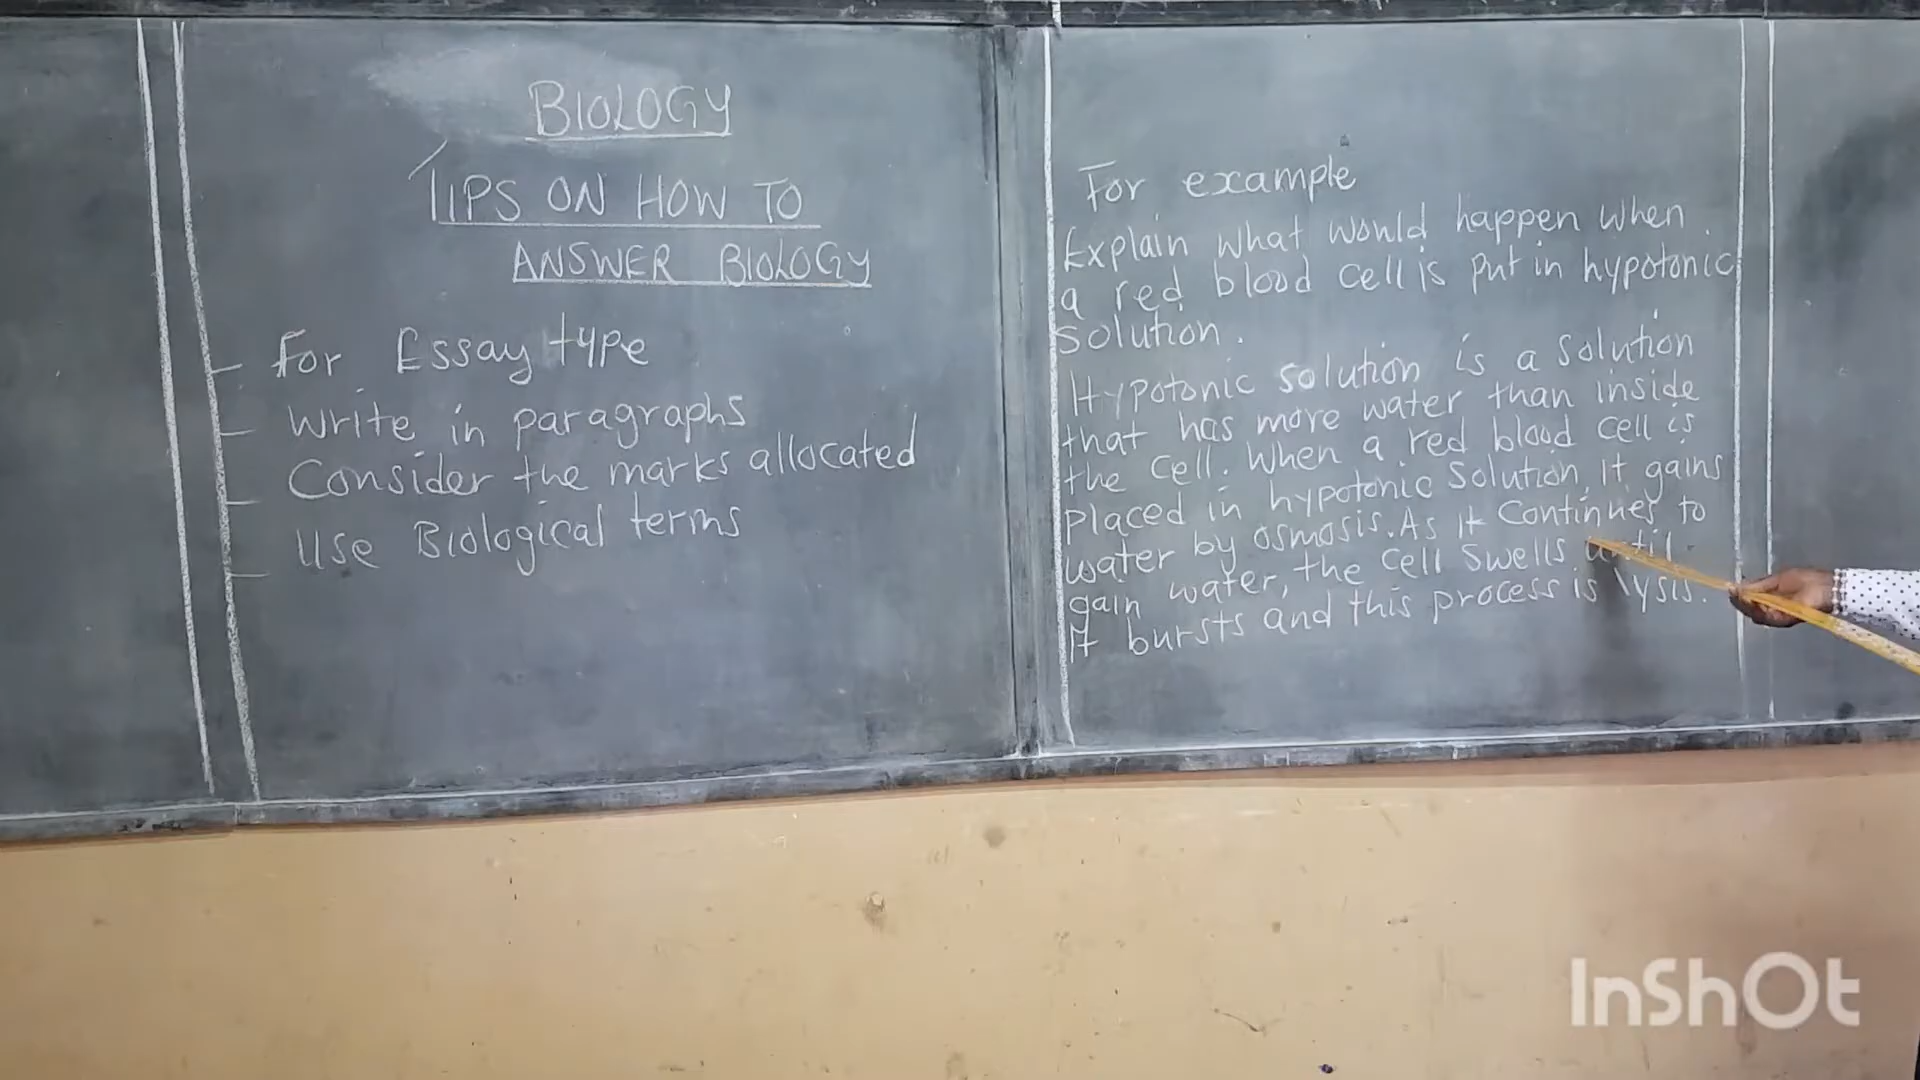 BIOLOGY
TIPS ON HOW TO
ANSWER BIOLOGY
- For Essay type
- Write in paragraphs
- Consider the marks allocated
- Use Biological terms
For example
Explain what would happen when
a red blood cell is put in hypotonic
solution.
Hypotonic solution is a solution
that has more water than inside
the cell. When a red blood cell is
placed in hypotonic solution, it gains
water by osmosis. As it continues to
gain water, the cell swells until
it bursts and this process is lysis.
InShOt